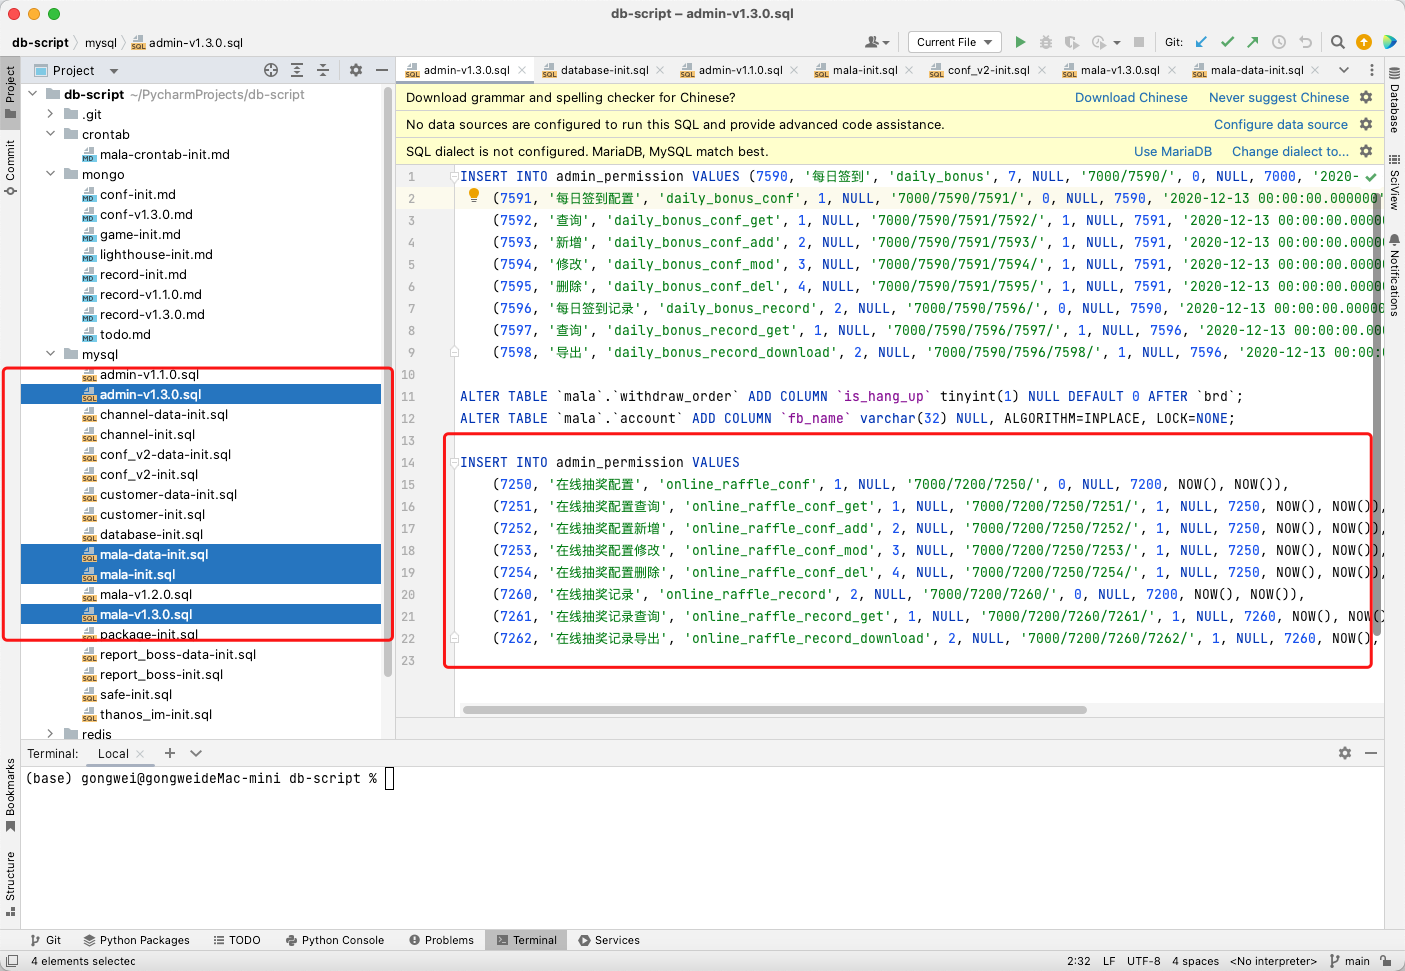 db-script – admin-v1.3.0.sql
db-script
mysql
admin-v1.3.0.sql
Current File
Git:
Project
admin-v1.3.0.sql
database-init.sql
admin-v1.1.0.sql
mala-init.sql
conf_v2-init.sql
mala-v1.3.0.sql
mala-data-init.sql
Project
Commit
Bookmarks
Structure
Database
SciView
Notifications
db-script ~/PycharmProjects/db-script
.git
crontab
mala-crontab-init.md
mongo
conf-init.md
conf-v1.3.0.md
game-init.md
lighthouse-init.md
record-init.md
record-v1.1.0.md
record-v1.3.0.md
todo.md
mysql
admin-v1.1.0.sql
admin-v1.3.0.sql
channel-data-init.sql
channel-init.sql
conf_v2-data-init.sql
conf_v2-init.sql
customer-data-init.sql
customer-init.sql
database-init.sql
mala-data-init.sql
mala-init.sql
mala-v1.2.0.sql
mala-v1.3.0.sql
package-init.sql
report_boss-data-init.sql
report_boss-init.sql
safe-init.sql
thanos_im-init.sql
redis
Download grammar and spelling checker for Chinese? Download Chinese Never suggest Chinese
No data sources are configured to run this SQL and provide advanced code assistance. Configure data source
SQL dialect is not configured. MariaDB, MySQL match best. Use MariaDB Change dialect to...
1 INSERT INTO admin_permission VALUES (7590, '每日签到', 'daily_bonus', 7, NULL, '7000/7590/', 0, NULL, 7000, '2020-
2 (7591, '每日签到配置', 'daily_bonus_conf', 1, NULL, '7000/7590/7591/', 0, NULL, 7590, '2020-12-13 00:00:00.000000'
3 (7592, '查询', 'daily_bonus_conf_get', 1, NULL, '7000/7590/7591/7592/', 1, NULL, 7591, '2020-12-13 00:00:00.0000
4 (7593, '新增', 'daily_bonus_conf_add', 2, NULL, '7000/7590/7591/7593/', 1, NULL, 7591, '2020-12-13 00:00:00.0000
5 (7594, '修改', 'daily_bonus_conf_mod', 3, NULL, '7000/7590/7591/7594/', 1, NULL, 7591, '2020-12-13 00:00:00.0000
6 (7595, '删除', 'daily_bonus_conf_del', 4, NULL, '7000/7590/7591/7595/', 1, NULL, 7591, '2020-12-13 00:00:00.0000
7 (7596, '每日签到记录', 'daily_bonus_record', 2, NULL, '7000/7590/7596/', 0, NULL, 7590, '2020-12-13 00:00:00.00000
8 (7597, '查询', 'daily_bonus_record_get', 1, NULL, '7000/7590/7596/7597/', 1, NULL, 7596, '2020-12-13 00:00:00.00
9 (7598, '导出', 'daily_bonus_record_download', 2, NULL, '7000/7590/7596/7598/', 1, NULL, 7596, '2020-12-13 00:00:
10
11 ALTER TABLE `mala`.`withdraw_order` ADD COLUMN `is_hang_up` tinyint(1) NULL DEFAULT 0 AFTER `brd`;
12 ALTER TABLE `mala`.`account` ADD COLUMN `fb_name` varchar(32) NULL, ALGORITHM=INPLACE, LOCK=NONE;
13
14 INSERT INTO admin_permission VALUES
15 (7250, '在线抽奖配置', 'online_raffle_conf', 1, NULL, '7000/7200/7250/', 0, NULL, 7200, NOW(), NOW()),
16 (7251, '在线抽奖配置查询', 'online_raffle_conf_get', 1, NULL, '7000/7200/7250/7251/', 1, NULL, 7250, NOW(), NOW()),
17 (7252, '在线抽奖配置新增', 'online_raffle_conf_add', 2, NULL, '7000/7200/7250/7252/', 1, NULL, 7250, NOW(), NOW()),
18 (7253, '在线抽奖配置修改', 'online_raffle_conf_mod', 3, NULL, '7000/7200/7250/7253/', 1, NULL, 7250, NOW(), NOW()),
19 (7254, '在线抽奖配置删除', 'online_raffle_conf_del', 4, NULL, '7000/7200/7250/7254/', 1, NULL, 7250, NOW(), NOW()),
20 (7260, '在线抽奖记录', 'online_raffle_record', 2, NULL, '7000/7200/7260/', 0, NULL, 7200, NOW(), NOW()),
21 (7261, '在线抽奖记录查询', 'online_raffle_record_get', 1, NULL, '7000/7200/7260/7261/', 1, NULL, 7260, NOW(), NOW()
22 (7262, '在线抽奖记录导出', 'online_raffle_record_download', 2, NULL, '7000/7200/7260/7262/', 1, NULL, 7260, NOW(),
23
Terminal: Local
(base) gongwei@gongweideMac-mini db-script %
Git
Python Packages
TODO
Python Console
Problems
Terminal
Services
4 elements selected
2:32 LF UTF-8 4 spaces <No interpreter> main